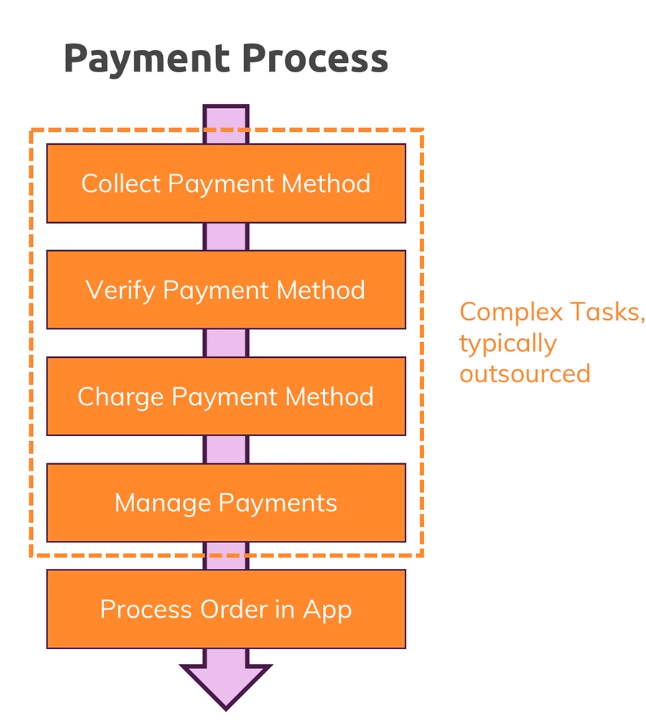 Payment Process
Collect Payment Method
Verify Payment Method
Complex Tasks,
typically
outsourced
Charge Payment Method
Manage Payments
Process Order in App